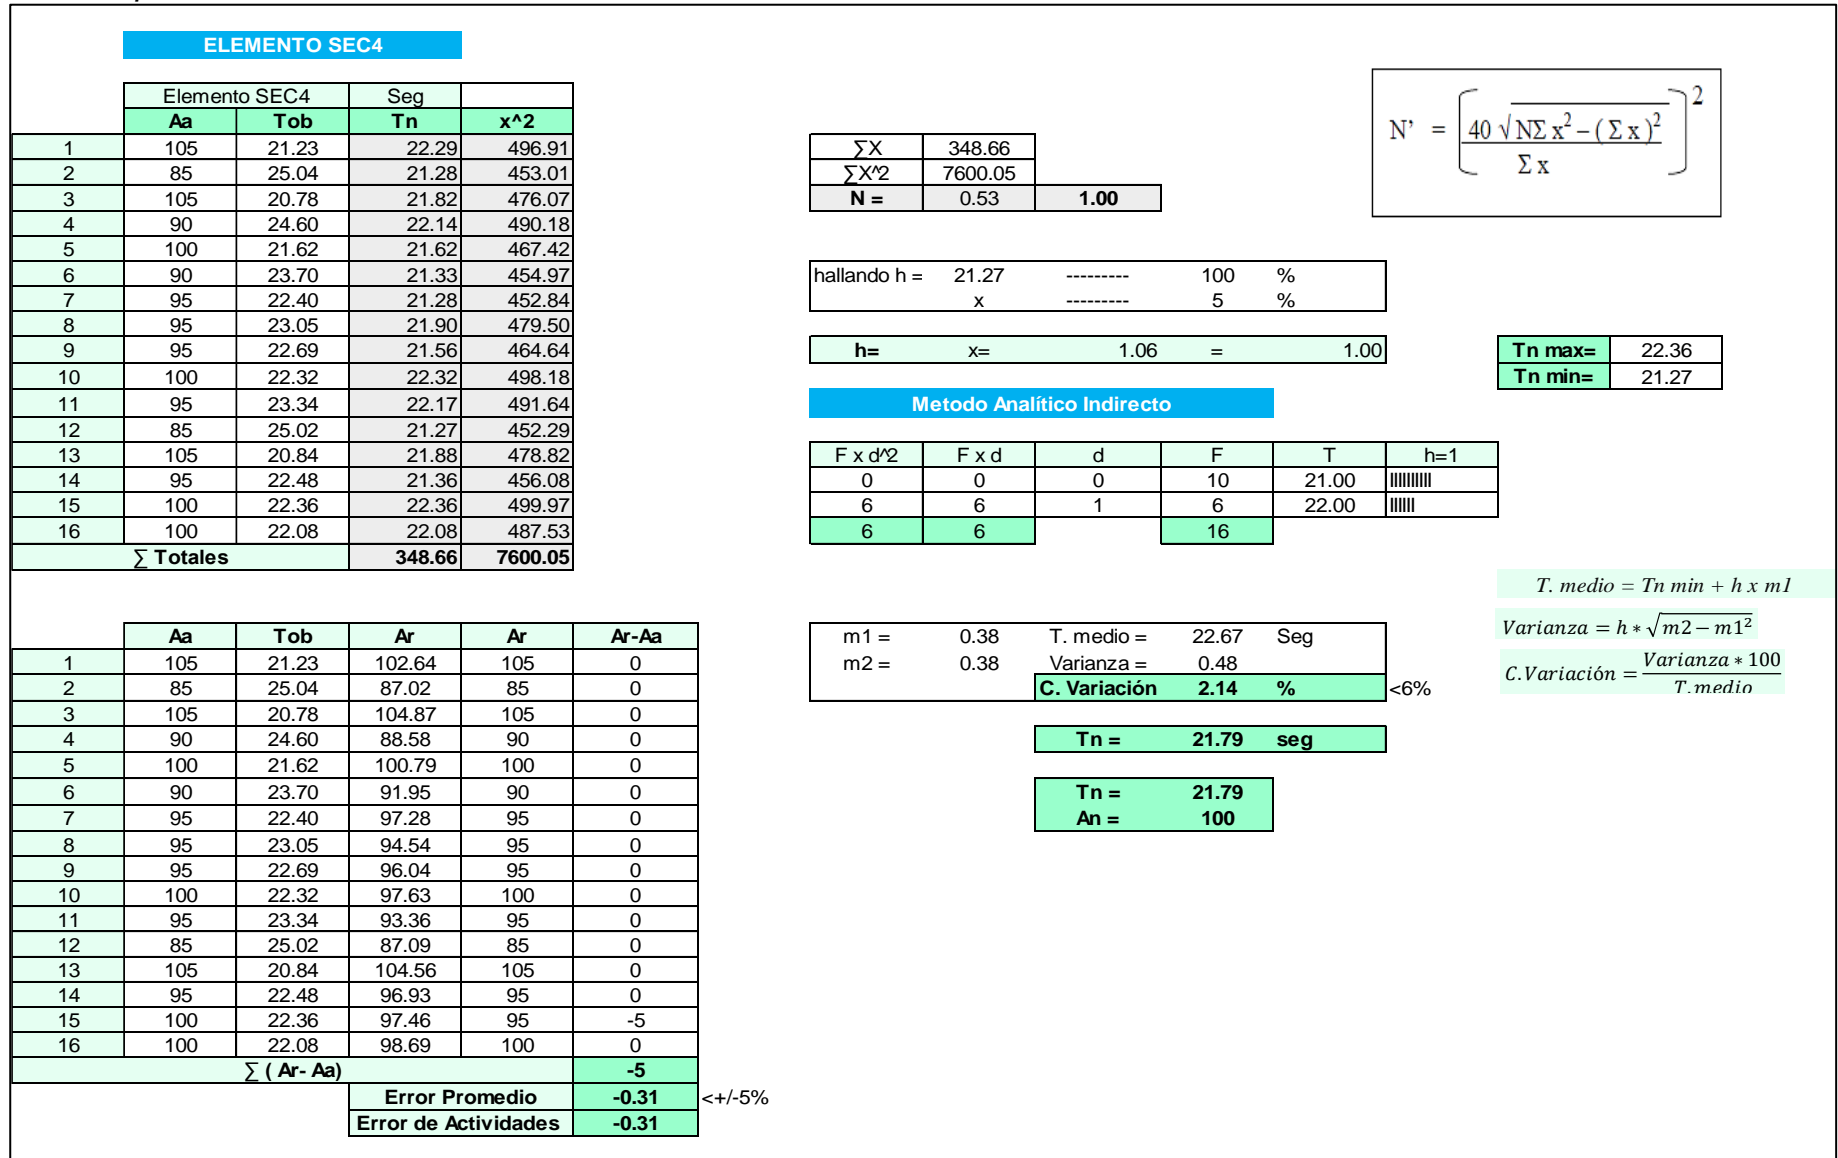 ELEMENTO SEC4
Elemento SEC4 Seg
Aa Tob Tn x^2
1 105 21.23 22.29 496.91
2 85 25.04 21.28 453.01
3 105 20.78 21.82 476.07
4 90 24.60 22.14 490.18
5 100 21.62 21.62 467.42
6 90 23.70 21.33 454.97
7 95 22.40 21.28 452.84
8 95 23.05 21.90 479.50
9 95 22.69 21.56 464.64
10 100 22.32 22.32 498.18
11 95 23.34 22.17 491.64
12 85 25.02 21.27 452.29
13 105 20.84 21.88 478.82
14 95 22.48 21.36 456.08
15 100 22.36 22.36 499.97
16 100 22.08 22.08 487.53
∑ Totales 348.66 7600.05
∑X 348.66
∑X^2 7600.05
N = 0.53 1.00
N' = [ 40 √ NΣ x² – ( Σ x )² / Σ x ] ²
hallando h = 21.27 --------- 100 %
x --------- 5 %
h= x= 1.06 = 1.00
Tn max= 22.36
Tn min= 21.27
Metodo Analítico Indirecto
F x d^2 F x d d F T h=1
0 0 0 10 21.00 IIIIIIIIII
6 6 1 6 22.00 IIIIII
6 6 16
T. medio = Tn min + h x m1
Varianza = h ∗ √m2 − m1²
C.Variación = Varianza ∗ 100 / T.medio
m1 = 0.38 T. medio = 22.67 Seg
m2 = 0.38 Varianza = 0.48
C. Variación 2.14 % <6%
Tn = 21.79 seg
Tn = 21.79
An = 100
Aa Tob Ar Ar Ar-Aa
1 105 21.23 102.64 105 0
2 85 25.04 87.02 85 0
3 105 20.78 104.87 105 0
4 90 24.60 88.58 90 0
5 100 21.62 100.79 100 0
6 90 23.70 91.95 90 0
7 95 22.40 97.28 95 0
8 95 23.05 94.54 95 0
9 95 22.69 96.04 95 0
10 100 22.32 97.63 100 0
11 95 23.34 93.36 95 0
12 85 25.02 87.09 85 0
13 105 20.84 104.56 105 0
14 95 22.48 96.93 95 0
15 100 22.36 97.46 95 -5
16 100 22.08 98.69 100 0
∑ ( Ar- Aa) -5
Error Promedio -0.31 <+/-5%
Error de Actividades -0.31